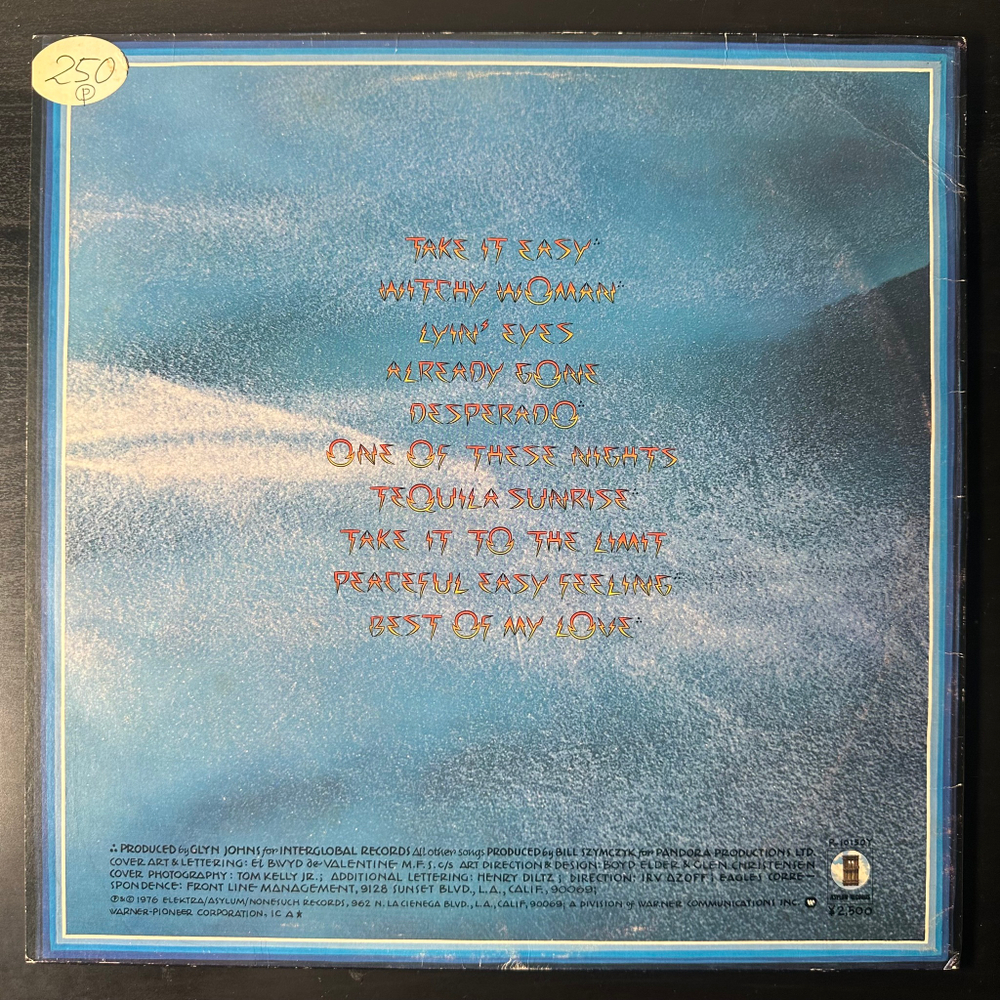 250
P
TAKE IT EASY∴
WITCHY WOMAN∴
LYIN' EYES
ALREADY GONE
DESPERADO∴
ONE OF THESE NIGHTS
TEQUILA SUNRISE∴
TAKE IT TO THE LIMIT
PEACEFUL EASY FEELING∴
BEST OF MY LOVE∴
∴ PRODUCED by GLYN JOHNS for INTERGLOBAL RECORDS All other songs PRODUCED by BILL SZYMCZYK for PANDORA PRODUCTIONS, LTD.
COVER ART & LETTERING: El BWYD de VALENTINE M.F.S. c/s ART DIRECTION & DESIGN: BOYD ELDER & GLEN CHRISTENSEN
COVER PHOTOGRAPHY: TOM KELLY JR.; ADDITIONAL LETTERING: HENRY DILTZ; DIRECTION: IRV AZOFF; EAGLES CORRE-
SPONDENCE: FRONT LINE MANAGEMENT, 9128 SUNSET BLVD., L.A., CALIF., 90069;
℗ & © 1976 ELEKTRA/ASYLUM/NONESUCH RECORDS, 962 N. LA CIENEGA BLVD., L.A., CALIF, 90069, A DIVISION of WARNER COMMUNICATIONS INC.
WARNER-PIONEER CORPORATION, IC △ ★
P-10150Y
¥2,500